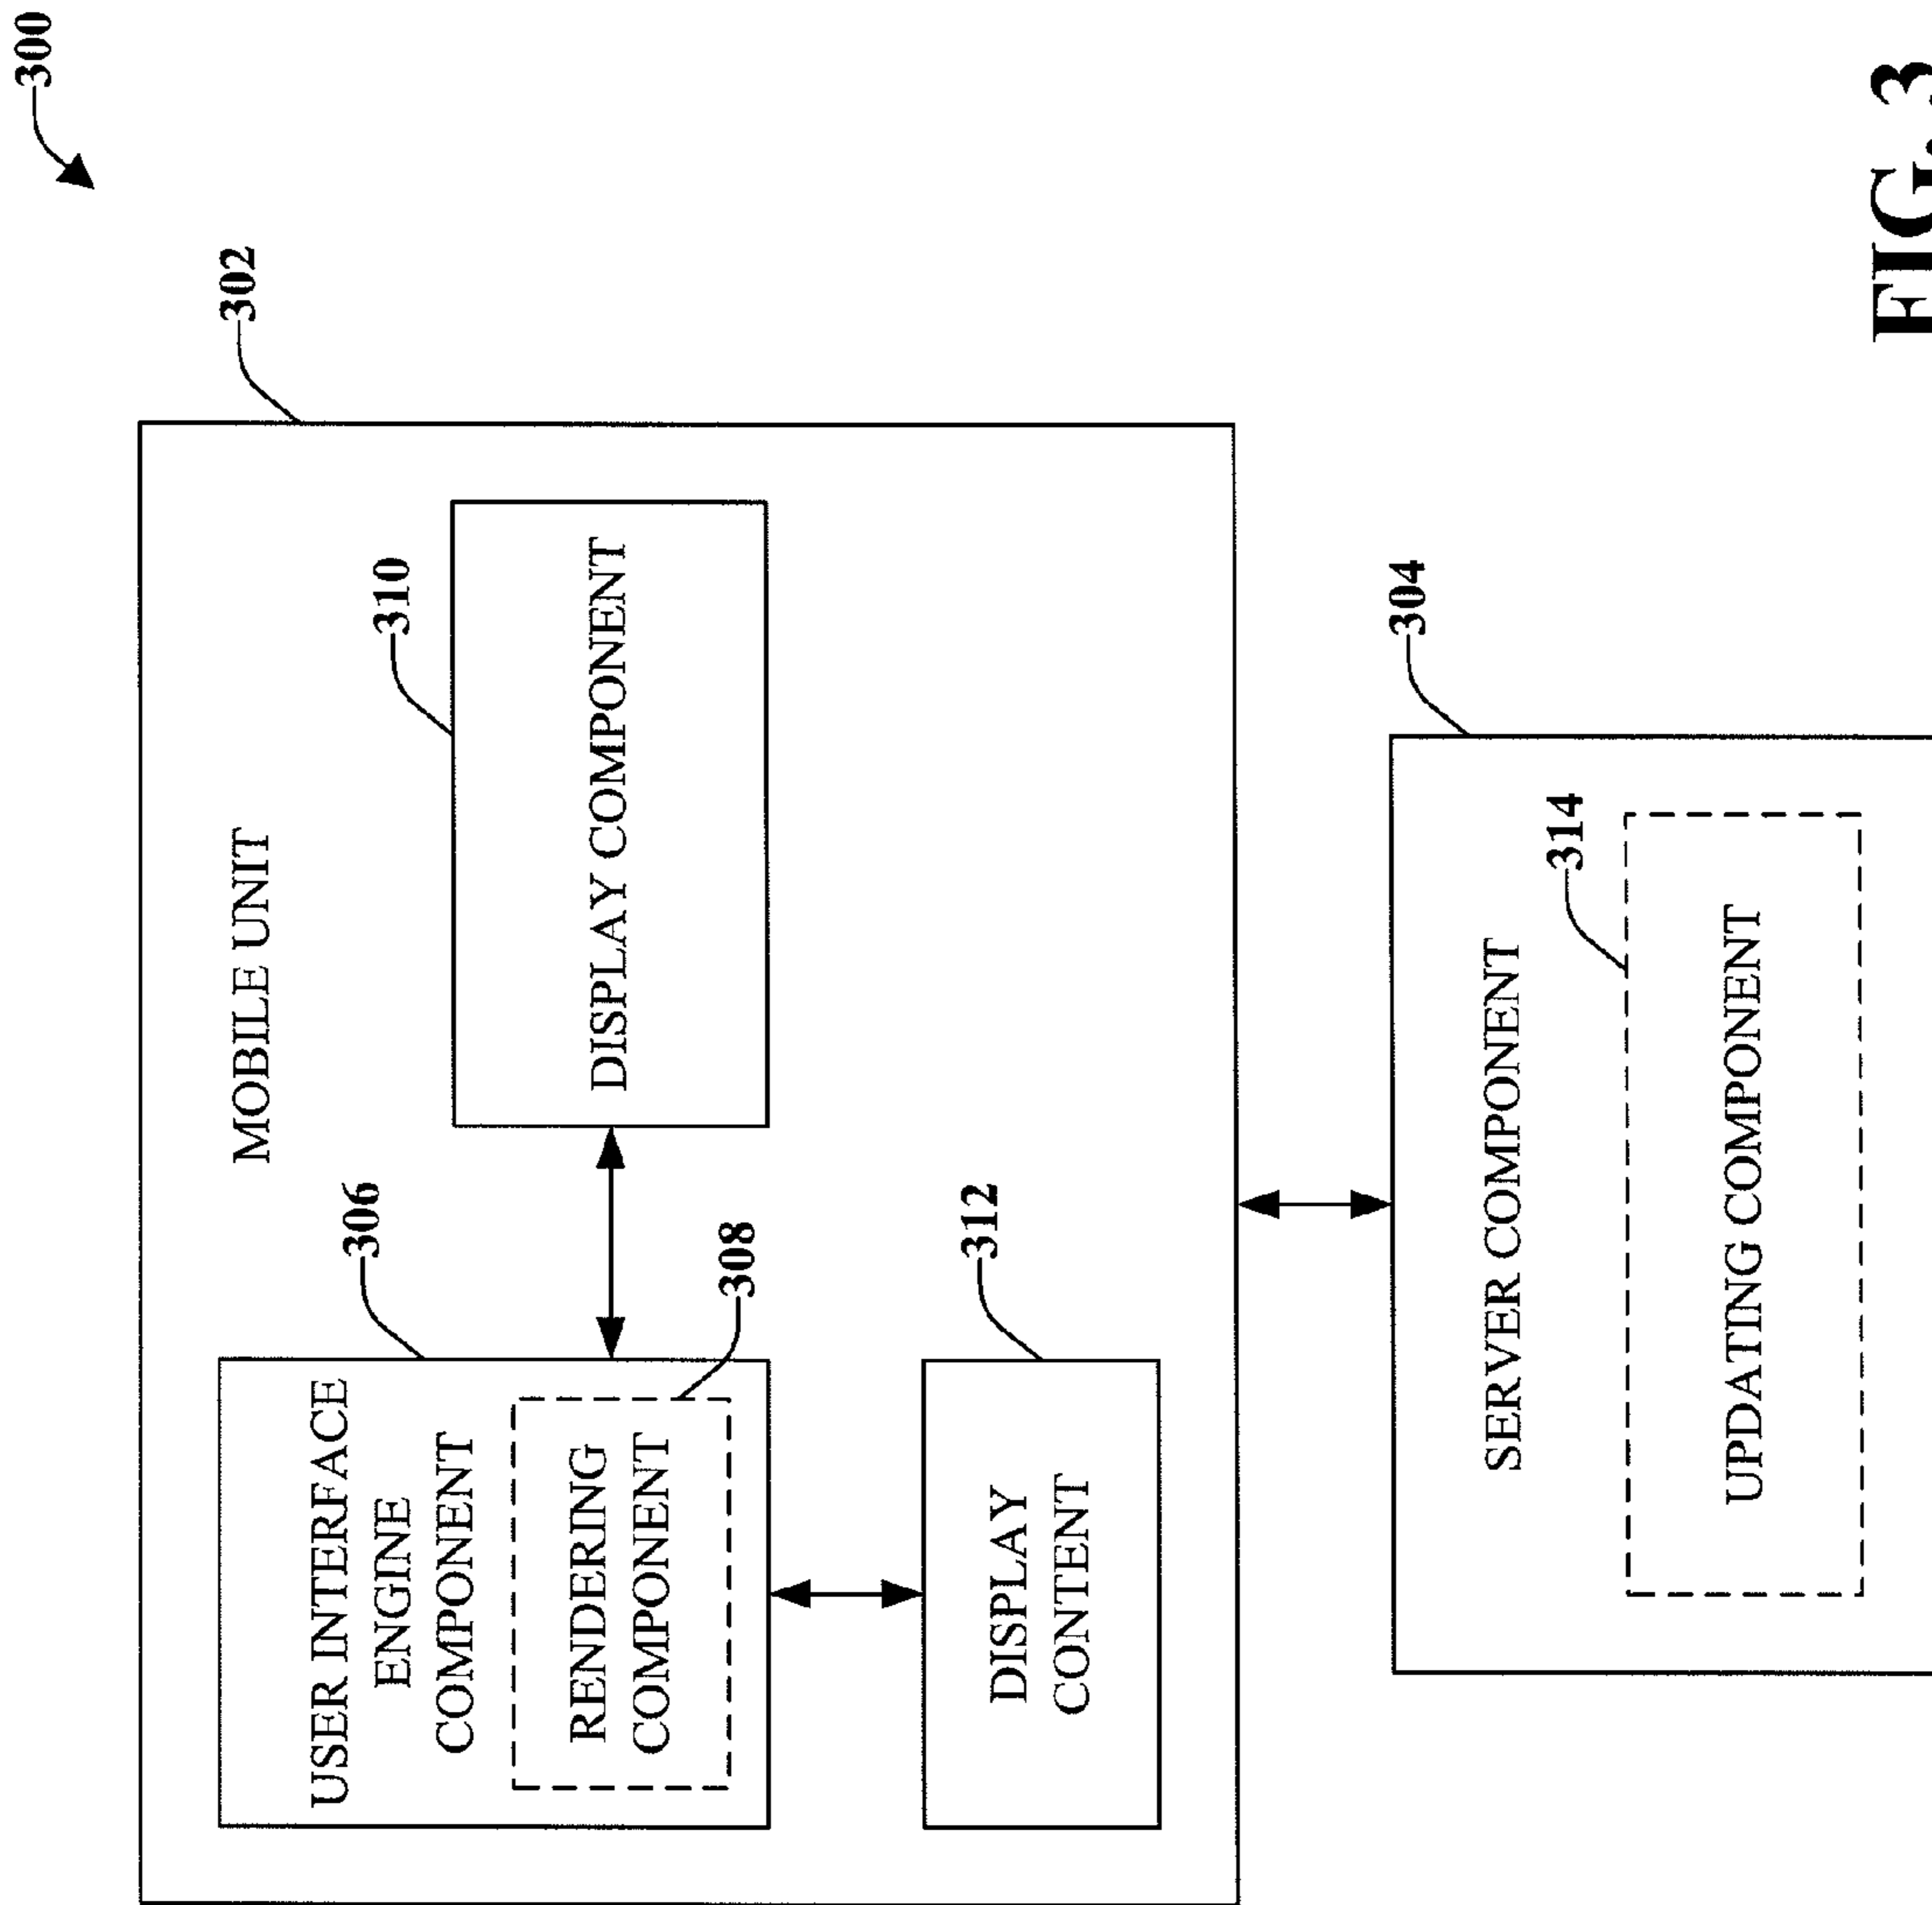 300
302
MOBILE UNIT
306
310
USER INTERFACE
ENGINE
COMPONENT
308
RENDERING
COMPONENT
DISPLAY COMPONENT
312
DISPLAY
CONTENT
304
SERVER COMPONENT
314
UPDATING COMPONENT
FIG. 3